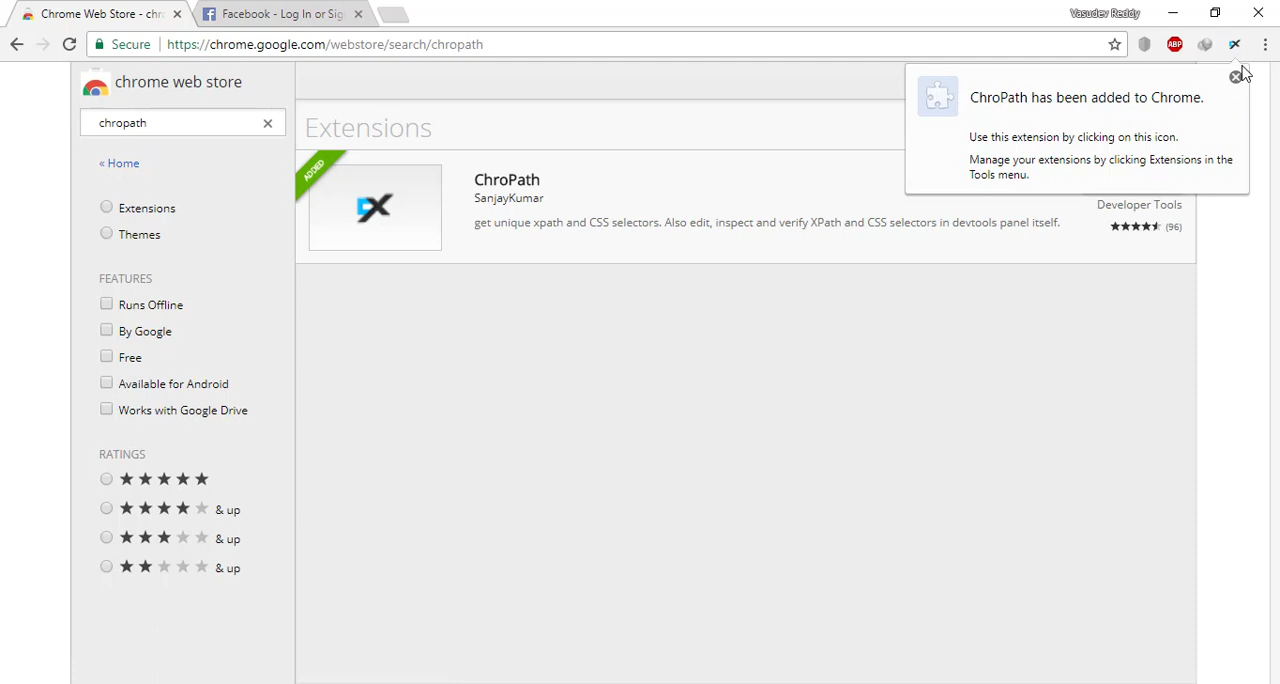 Chrome Web Store - chr
Facebook - Log In or Sig
Vasudev Reddy
Secure
https://chrome.google.com/webstore/search/chropath
ABP
chrome web store
chropath
« Home
Extensions
Themes
FEATURES
Runs Offline
By Google
Free
Available for Android
Works with Google Drive
RATINGS
& up
& up
& up
Extensions
ADDED
ChroPath
SanjayKumar
get unique xpath and CSS selectors. Also edit, inspect and verify XPath and CSS selectors in devtools panel itself.
Developer Tools
(96)
ChroPath has been added to Chrome.
Use this extension by clicking on this icon.
Manage your extensions by clicking Extensions in the
Tools menu.